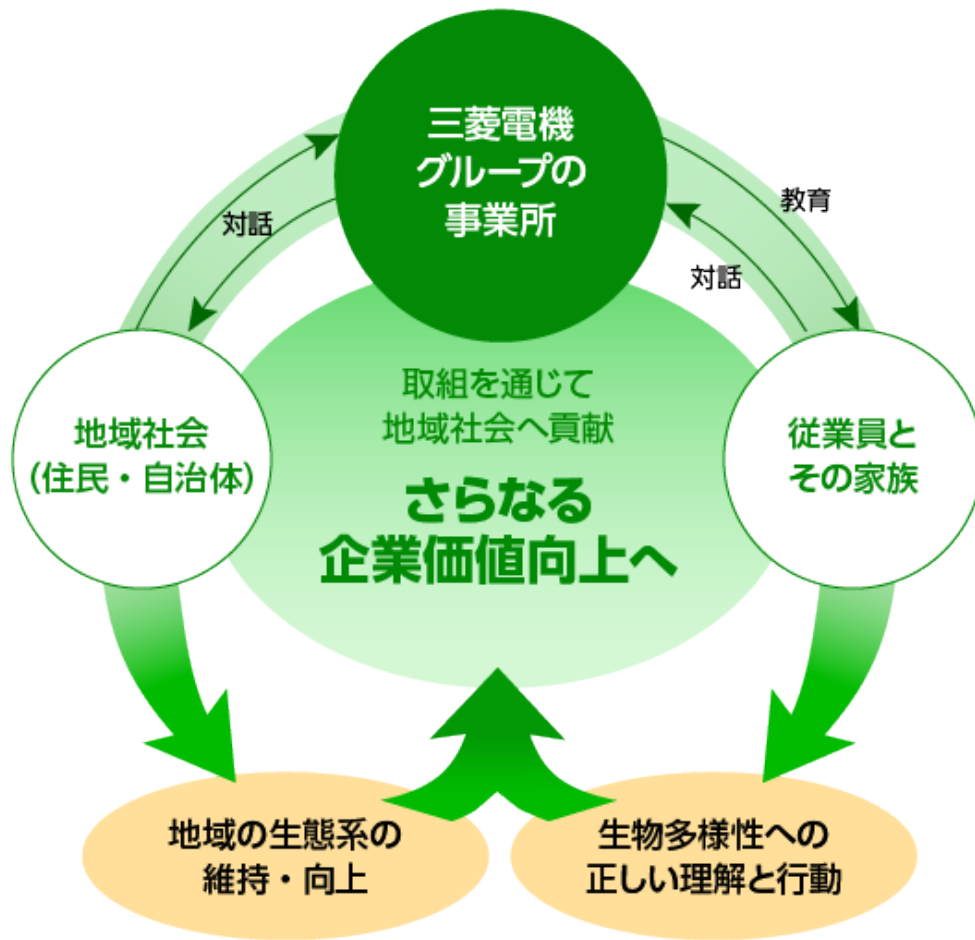 三菱電機
グループの
事業所
対話
教育
対話
地域社会
(住民・自治体)
取組を通じて
地域社会へ貢献
さらなる
企業価値向上へ
従業員と
その家族
地域の生態系の
維持・向上
生物多様性への
正しい理解と行動